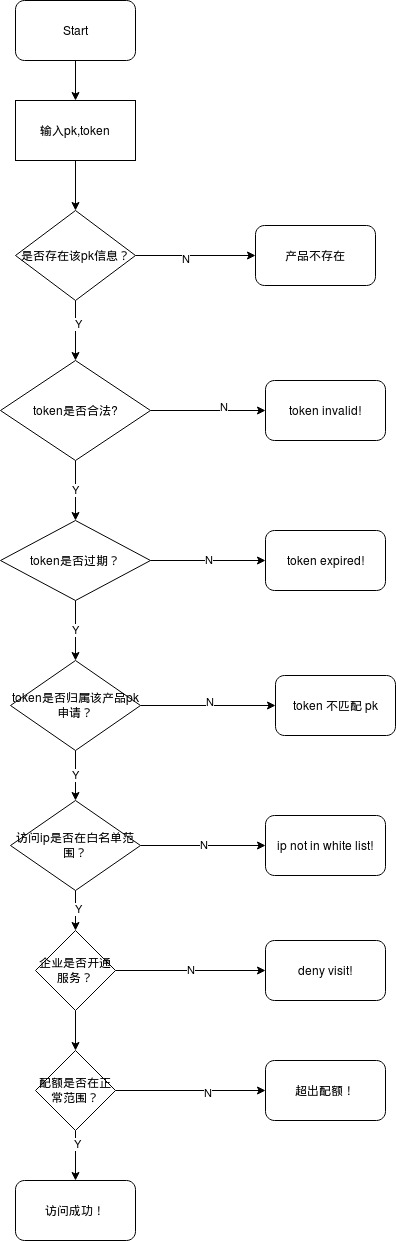 Start
输入pk,token
是否存在该pk信息？
N
产品不存在
Y
token是否合法?
N
token invalid!
Y
token是否过期？
N
token expired!
Y
token是否归属该产品pk
申请？
N
token 不匹配 pk
Y
访问ip是否在白名单范
围？
N
ip not in white list!
Y
企业是否开通
服务？
N
deny visit!
配额是否在正
常范围？
N
超出配额！
Y
访问成功！